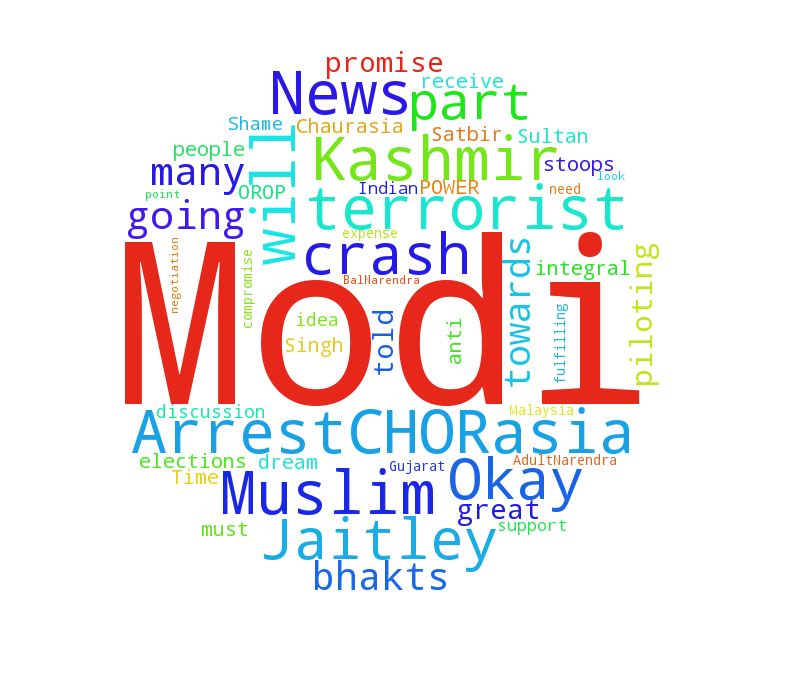 promise
News
receive
part
Shame
Chaurasia
Satbir
Sultan
people
will
Kashmir
stoops
many
look
point
OROP
Indian
POWER
need
going
terrorist
expense
crash
towards
integral
negotiation
compromise
BalNarendra
piloting
Modi
idea
told
anti
fulfilling
Singh
discussion
Malaysia
ArrestCHORasia
elections
dream
Gujarat
AdultNarendra
Time
Muslim
Okay
great
must
Jaitley
support
bhakts